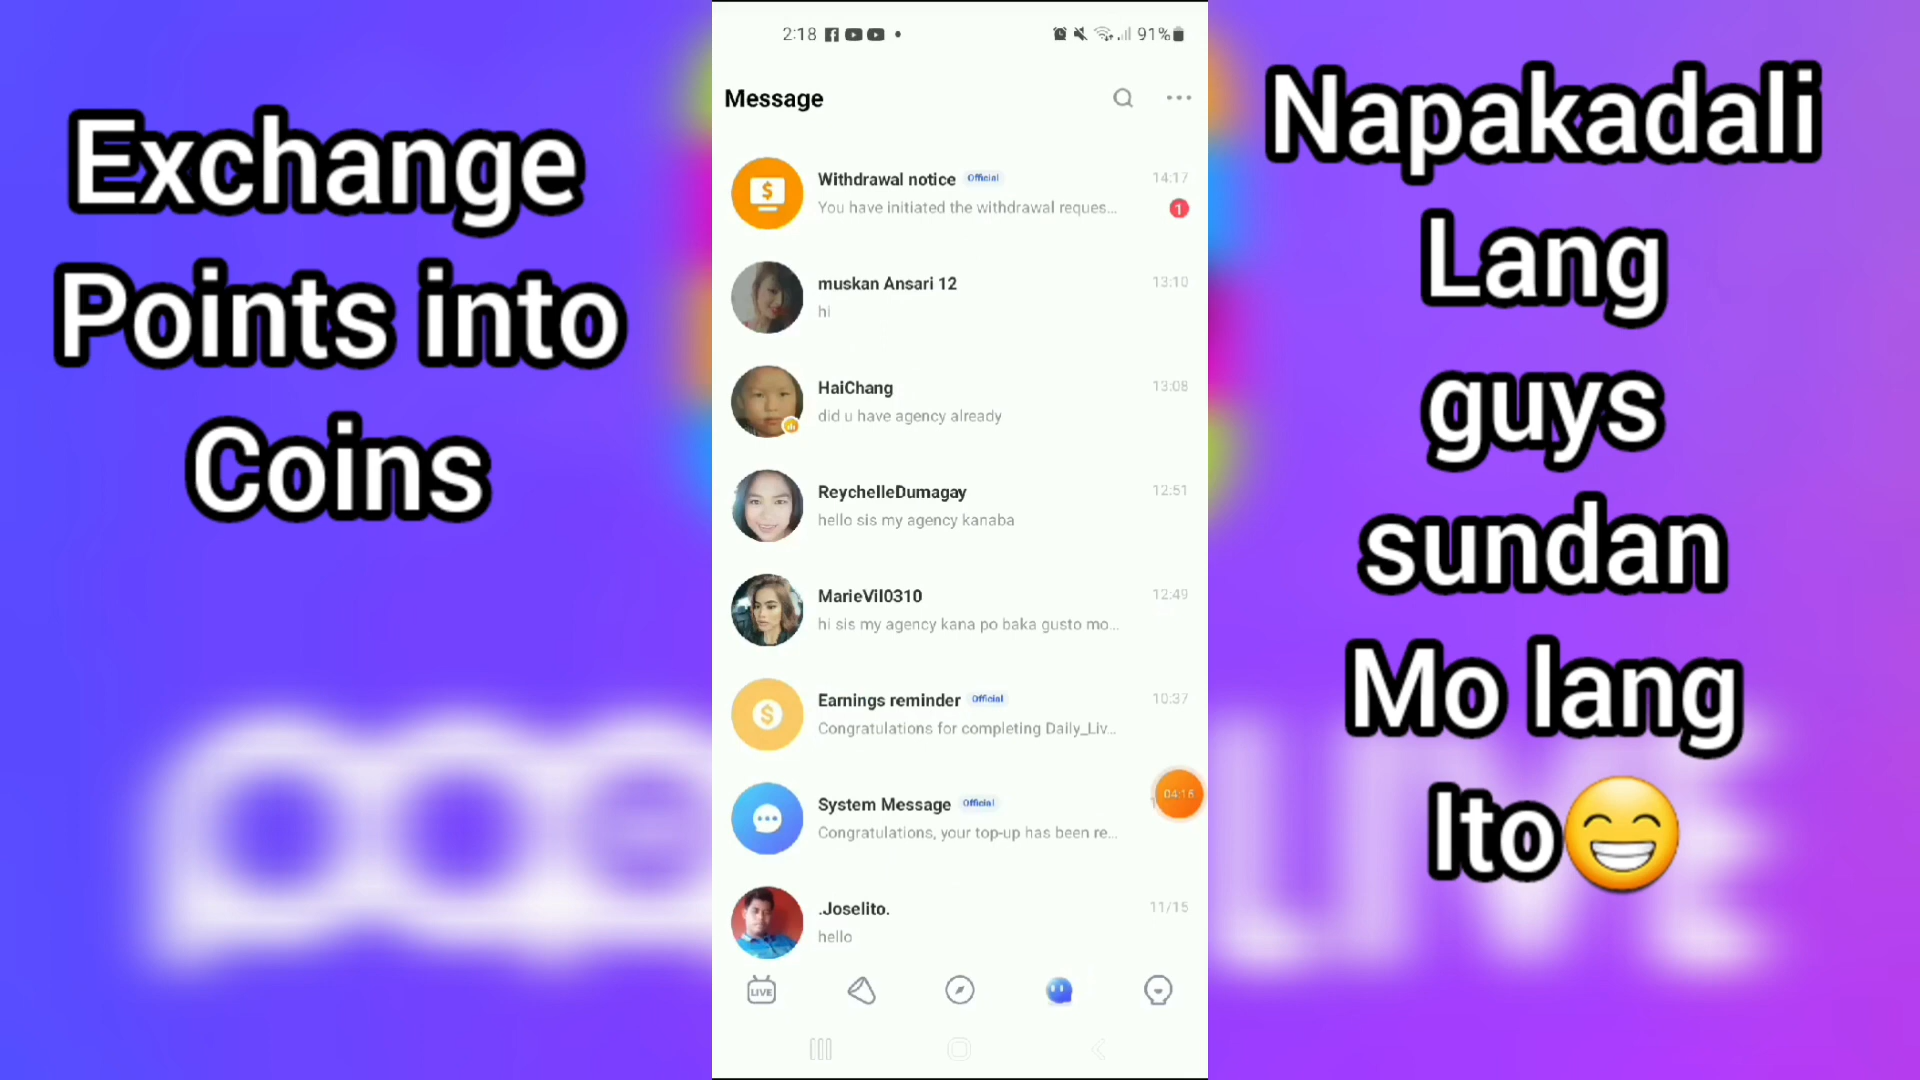 Exchange
Points into
Coins
2:18
91%
Message
Withdrawal notice Official 14:17
You have initiated the withdrawal reques... 1
muskan Ansari 12 13:10
hi
HaiChang 13:08
did u have agency already
ReychelleDumagay 12:51
hello sis my agency kanaba
MarieVil0310 12:49
hi sis my agency kana po baka gusto mo...
Earnings reminder Official 10:37
Congratulations for completing Daily_Liv...
System Message Official
04:16
Congratulations, your top-up has been re...
.Joselito. 11/15
hello
LIVE
Napakadali
Lang
guys
sundan
Mo lang
Ito😁
LIVE